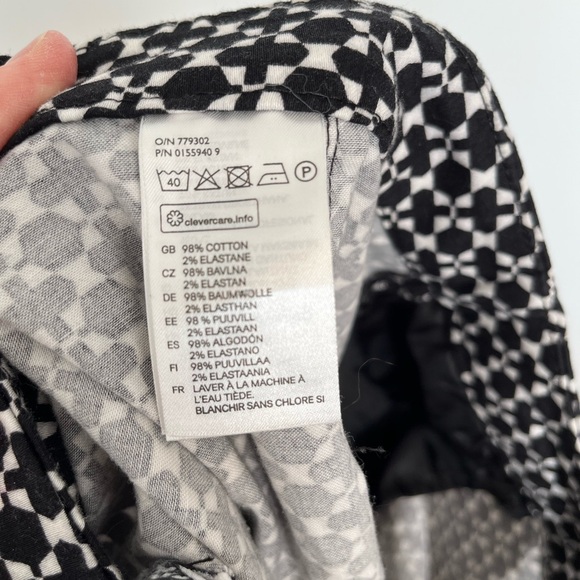 O/N 779302
P/N 0155940 9
40 P
clevercare.info
GB 98% COTTON
2% ELASTANE
CZ 98% BAVLNA
2% ELASTAN
DE 98% BAUMWOLLE
2% ELASTHAN
EE 98 % PUUVILL
2% ELASTAAN
ES 98% ALGODÓN
2% ELASTANO
FI 98% PUUVILLAA
2% ELASTAANIA
FR LAVER À LA MACHINE À
L'EAU TIÈDE.
BLANCHIR SANS CHLORE SI